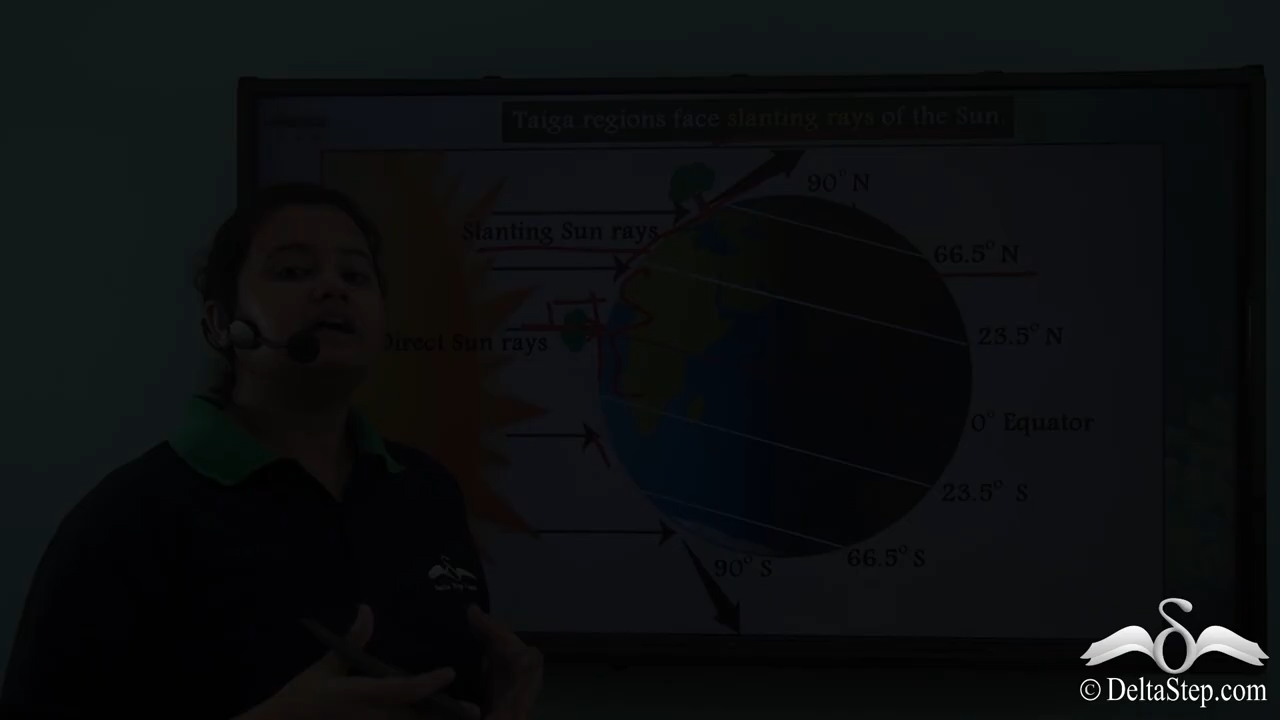 Taiga regions face slanting rays of the Sun.
90° N
Slanting Sun rays
66.5° N
23.5° N
Direct Sun rays
0° Equator
23.5° S
66.5° S
90° S
© DeltaStep.com